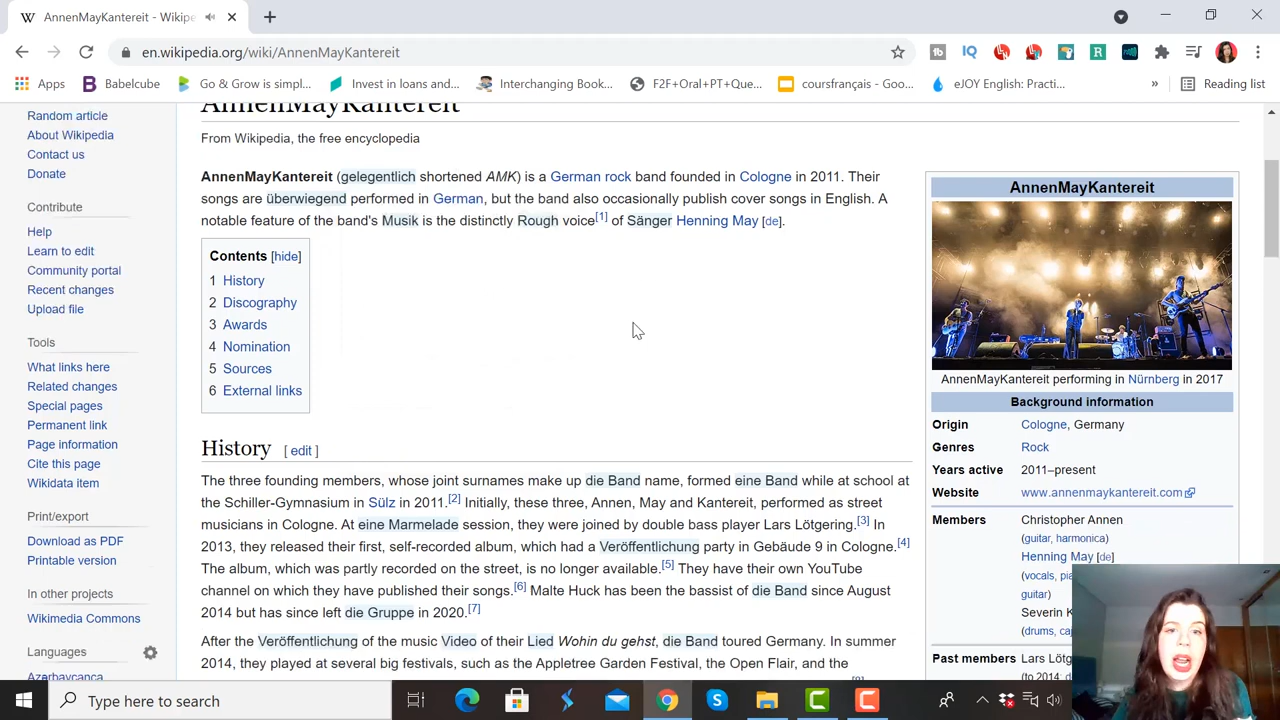 AnnenMayKantereit - Wikipe
en.wikipedia.org/wiki/AnnenMayKantereit
Apps
Babelcube
Go & Grow is simpl...
Invest in loans and...
Interchanging Book...
F2F+Oral+PT+Que...
coursfrançais - Goo...
eJOY English: Practi...
»
Reading list
AnnenMayKantereit
From Wikipedia, the free encyclopedia
Random article
About Wikipedia
Contact us
Donate
Contribute
Help
Learn to edit
Community portal
Recent changes
Upload file
Tools
What links here
Related changes
Special pages
Permanent link
Page information
Cite this page
Wikidata item
Print/export
Download as PDF
Printable version
In other projects
Wikimedia Commons
Languages
Azərbaycanca
AnnenMayKantereit (gelegentlich shortened AMK) is a German rock band founded in Cologne in 2011. Their
songs are überwiegend performed in German, but the band also occasionally publish cover songs in English. A
notable feature of the band's Musik is the distinctly Rough voice[1] of Sänger Henning May [de].
Contents [hide]
1 History
2 Discography
3 Awards
4 Nomination
5 Sources
6 External links
History [ edit ]
The three founding members, whose joint surnames make up die Band name, formed eine Band while at school at
the Schiller-Gymnasium in Sülz in 2011.[2] Initially, these three, Annen, May and Kantereit, performed as street
musicians in Cologne. At eine Marmelade session, they were joined by double bass player Lars Lötgering.[3] In
2013, they released their first, self-recorded album, which had a Veröffentlichung party in Gebäude 9 in Cologne.[4]
The album, which was partly recorded on the street, is no longer available.[5] They have their own YouTube
channel on which they have published their songs.[6] Malte Huck has been the bassist of die Band since August
2014 but has since left die Gruppe in 2020.[7]
After the Veröffentlichung of the music Video of their Lied Wohin du gehst, die Band toured Germany. In summer
2014, they played at several big festivals, such as the Appletree Garden Festival, the Open Flair, and the
AnnenMayKantereit
AnnenMayKantereit performing in Nürnberg in 2017
Background information
Origin Cologne, Germany
Genres Rock
Years active 2011–present
Website www.annenmaykantereit.com
Members Christopher Annen
(guitar, harmonica)
Henning May [de]
(vocals,
guitar)
Severin
(drums,
Past members Lars
(to 2014;
Type here to search